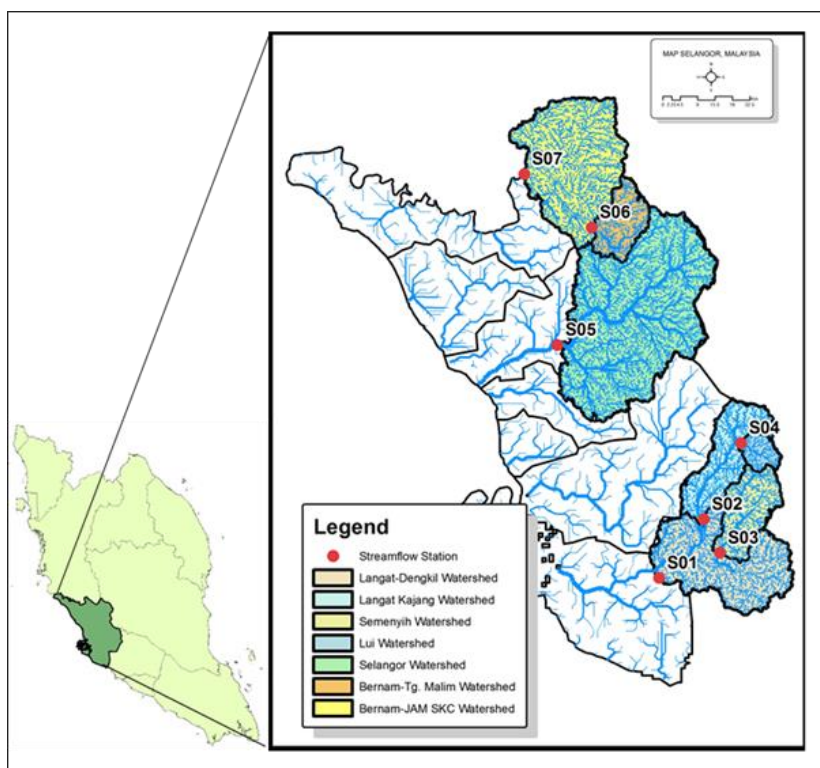 MAP SELANGOR, MALAYSIA
S07
S06
S05
S04
S02
S03
S01
Legend
Streamflow Station
Langat-Dengkil Watershed
Langat Kajang Watershed
Semenyih Watershed
Lui Watershed
Selangor Watershed
Bernam-Tg. Malim Watershed
Bernam-JAM SKC Watershed